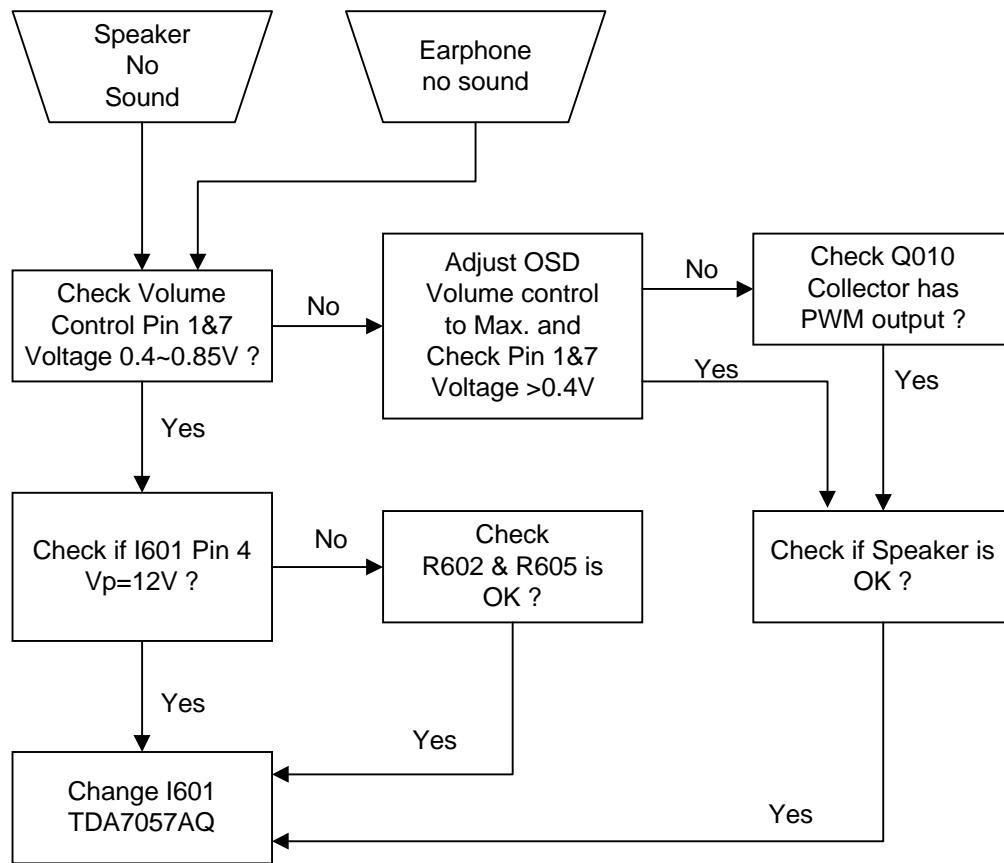 Speaker
No
Sound
Earphone
no sound
Check Volume
Control Pin 1&7
Voltage 0.4~0.85V ?
No
Adjust OSD
Volume control
to Max. and
Check Pin 1&7
Voltage >0.4V
No
Check Q010
Collector has
PWM output ?
Yes
Yes
Yes
Check if I601 Pin 4
Vp=12V ?
No
Check
R602 & R605 is
OK ?
Check if Speaker is
OK ?
Yes
Yes
Yes
Change I601
TDA7057AQ